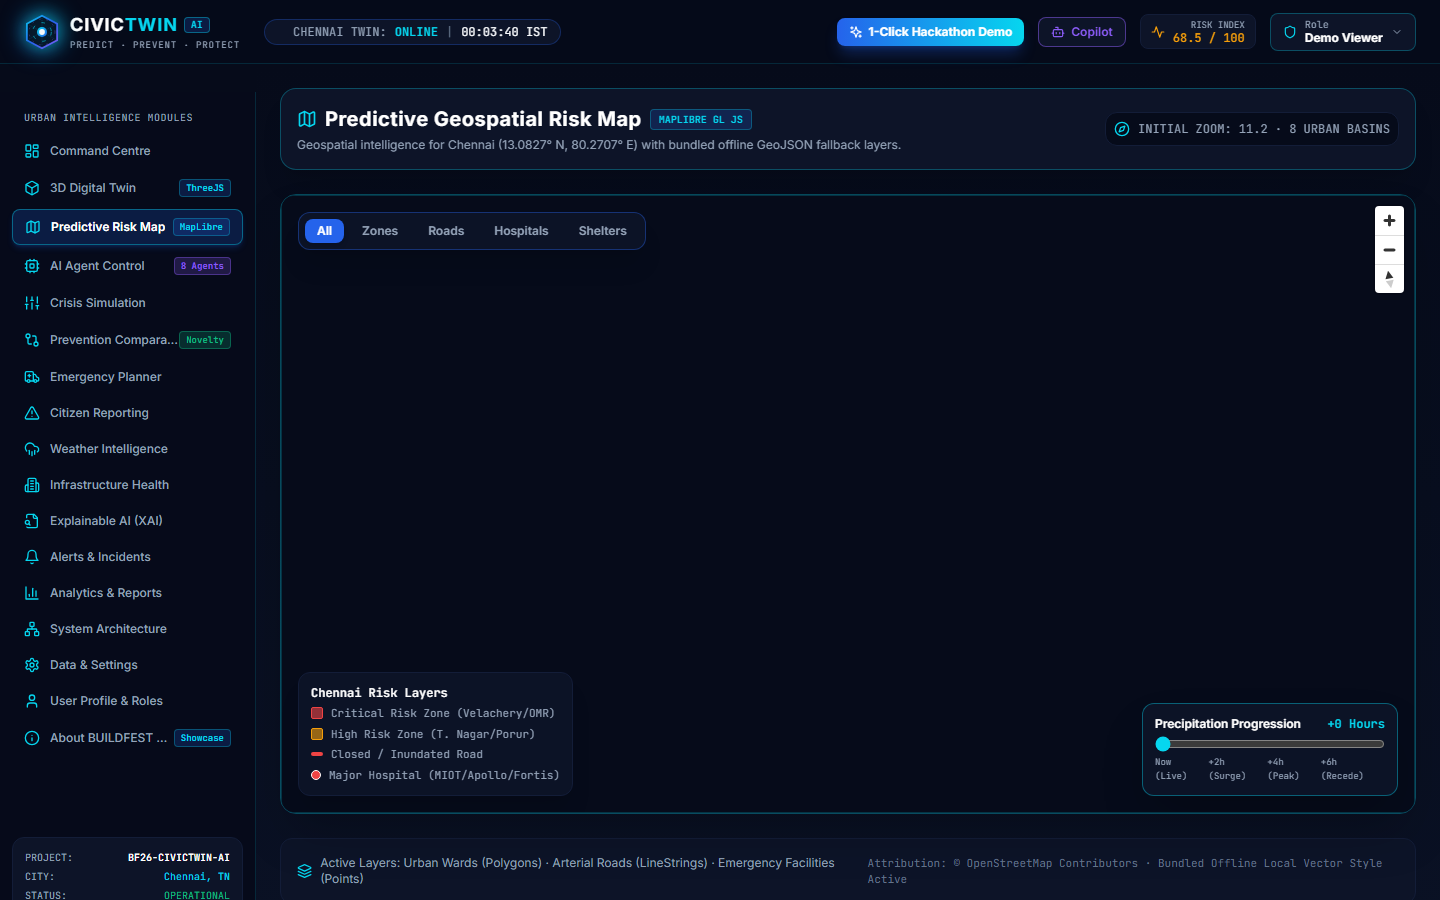 CIVICTWIN AI
PREDICT · PREVENT · PROTECT
CHENNAI TWIN: ONLINE | 00:03:40 IST
1-Click Hackathon Demo
Copilot
RISK INDEX
68.5 / 100
Role
Demo Viewer
URBAN INTELLIGENCE MODULES
Command Centre
3D Digital Twin ThreeJS
Predictive Risk Map MapLibre
AI Agent Control 8 Agents
Crisis Simulation
Prevention Compara... Novelty
Emergency Planner
Citizen Reporting
Weather Intelligence
Infrastructure Health
Explainable AI (XAI)
Alerts & Incidents
Analytics & Reports
System Architecture
Data & Settings
User Profile & Roles
About BUILDFEST ... Showcase
PROJECT: BF26-CIVICTWIN-AI
CITY: Chennai, TN
STATUS: OPERATIONAL
Predictive Geospatial Risk Map MAPLIBRE GL JS
Geospatial intelligence for Chennai (13.0827° N, 80.2707° E) with bundled offline GeoJSON fallback layers.
INITIAL ZOOM: 11.2 · 8 URBAN BASINS
All Zones Roads Hospitals Shelters
Chennai Risk Layers
Critical Risk Zone (Velachery/OMR)
High Risk Zone (T. Nagar/Porur)
Closed / Inundated Road
Major Hospital (MIOT/Apollo/Fortis)
Precipitation Progression +0 Hours
Now +2h +4h +6h
(Live) (Surge) (Peak) (Recede)
Active Layers: Urban Wards (Polygons) · Arterial Roads (LineStrings) · Emergency Facilities
(Points)
Attribution: © OpenStreetMap Contributors · Bundled Offline Local Vector Style
Active